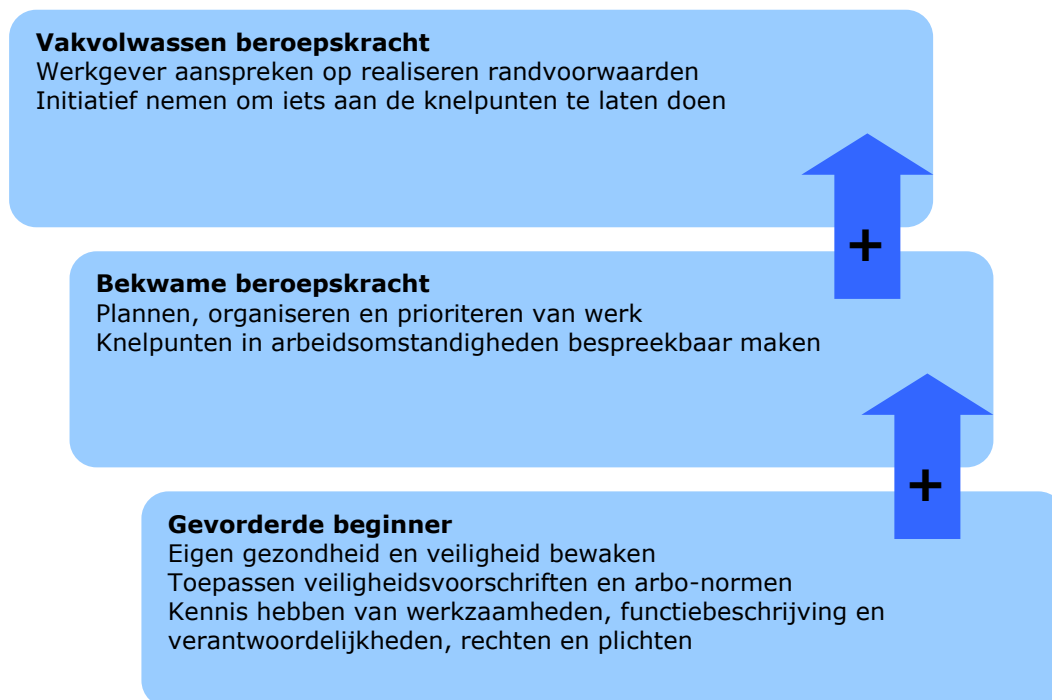 Vakvolwassen beroepskracht
Werkgever aanspreken op realiseren randvoorwaarden
Initiatief nemen om iets aan de knelpunten te laten doen
+
Bekwame beroepskracht
Plannen, organiseren en prioriteren van werk
Knelpunten in arbeidsomstandigheden bespreekbaar maken
+
Gevorderde beginner
Eigen gezondheid en veiligheid bewaken
Toepassen veiligheidsvoorschriften en arbo-normen
Kennis hebben van werkzaamheden, functiebeschrijving en
verantwoordelijkheden, rechten en plichten